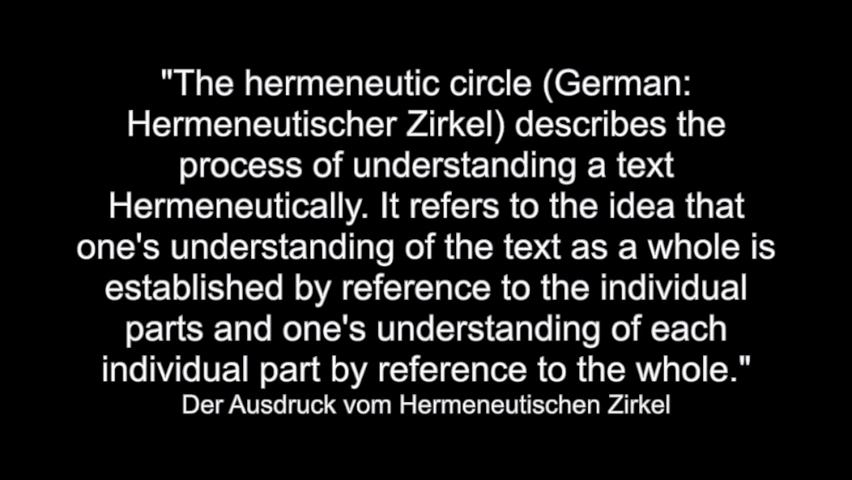 "The hermeneutic circle (German:
Hermeneutischer Zirkel) describes the
process of understanding a text
Hermeneutically. It refers to the idea that
one's understanding of the text as a whole is
established by reference to the individual
parts and one's understanding of each
individual part by reference to the whole."
Der Ausdruck vom Hermeneutischen Zirkel